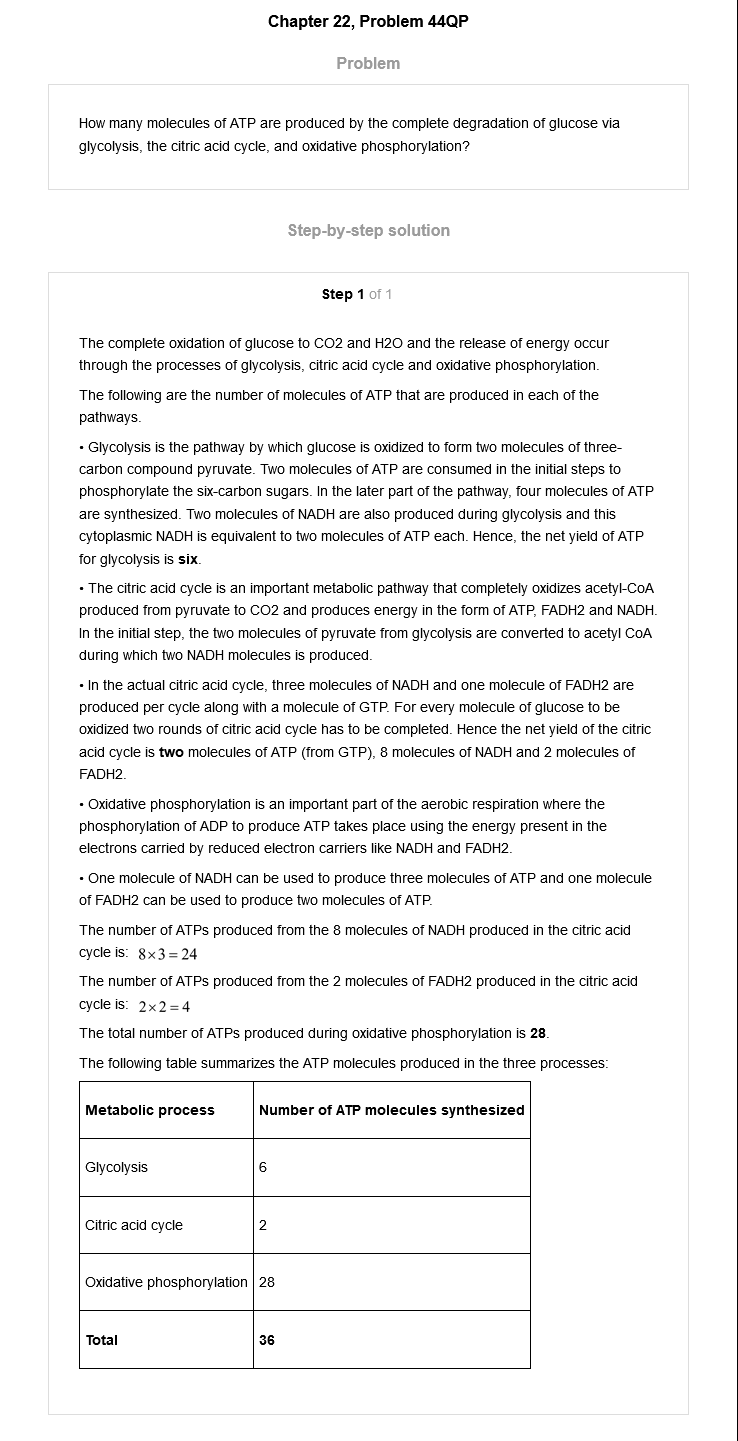 Chapter 22, Problem 44QP
Problem
How many molecules of ATP are produced by the complete degradation of glucose via
glycolysis, the citric acid cycle, and oxidative phosphorylation?
Step-by-step solution
Step 1 of 1
The complete oxidation of glucose to CO2 and H2O and the release of energy occur
through the processes of glycolysis, citric acid cycle and oxidative phosphorylation.
The following are the number of molecules of ATP that are produced in each of the
pathways.
• Glycolysis is the pathway by which glucose is oxidized to form two molecules of three-
carbon compound pyruvate. Two molecules of ATP are consumed in the initial steps to
phosphorylate the six-carbon sugars. In the later part of the pathway, four molecules of ATP
are synthesized. Two molecules of NADH are also produced during glycolysis and this
cytoplasmic NADH is equivalent to two molecules of ATP each. Hence, the net yield of ATP
for glycolysis is six.
• The citric acid cycle is an important metabolic pathway that completely oxidizes acetyl-CoA
produced from pyruvate to CO2 and produces energy in the form of ATP, FADH2 and NADH.
In the initial step, the two molecules of pyruvate from glycolysis are converted to acetyl CoA
during which two NADH molecules is produced.
• In the actual citric acid cycle, three molecules of NADH and one molecule of FADH2 are
produced per cycle along with a molecule of GTP. For every molecule of glucose to be
oxidized two rounds of citric acid cycle has to be completed. Hence the net yield of the citric
acid cycle is two molecules of ATP (from GTP), 8 molecules of NADH and 2 molecules of
FADH2.
• Oxidative phosphorylation is an important part of the aerobic respiration where the
phosphorylation of ADP to produce ATP takes place using the energy present in the
electrons carried by reduced electron carriers like NADH and FADH2.
• One molecule of NADH can be used to produce three molecules of ATP and one molecule
of FADH2 can be used to produce two molecules of ATP.
The number of ATPs produced from the 8 molecules of NADH produced in the citric acid
cycle is: 8×3=24
The number of ATPs produced from the 2 molecules of FADH2 produced in the citric acid
cycle is: 2×2=4
The total number of ATPs produced during oxidative phosphorylation is 28.
The following table summarizes the ATP molecules produced in the three processes:
Metabolic process Number of ATP molecules synthesized
Glycolysis 6
Citric acid cycle 2
Oxidative phosphorylation 28
Total 36